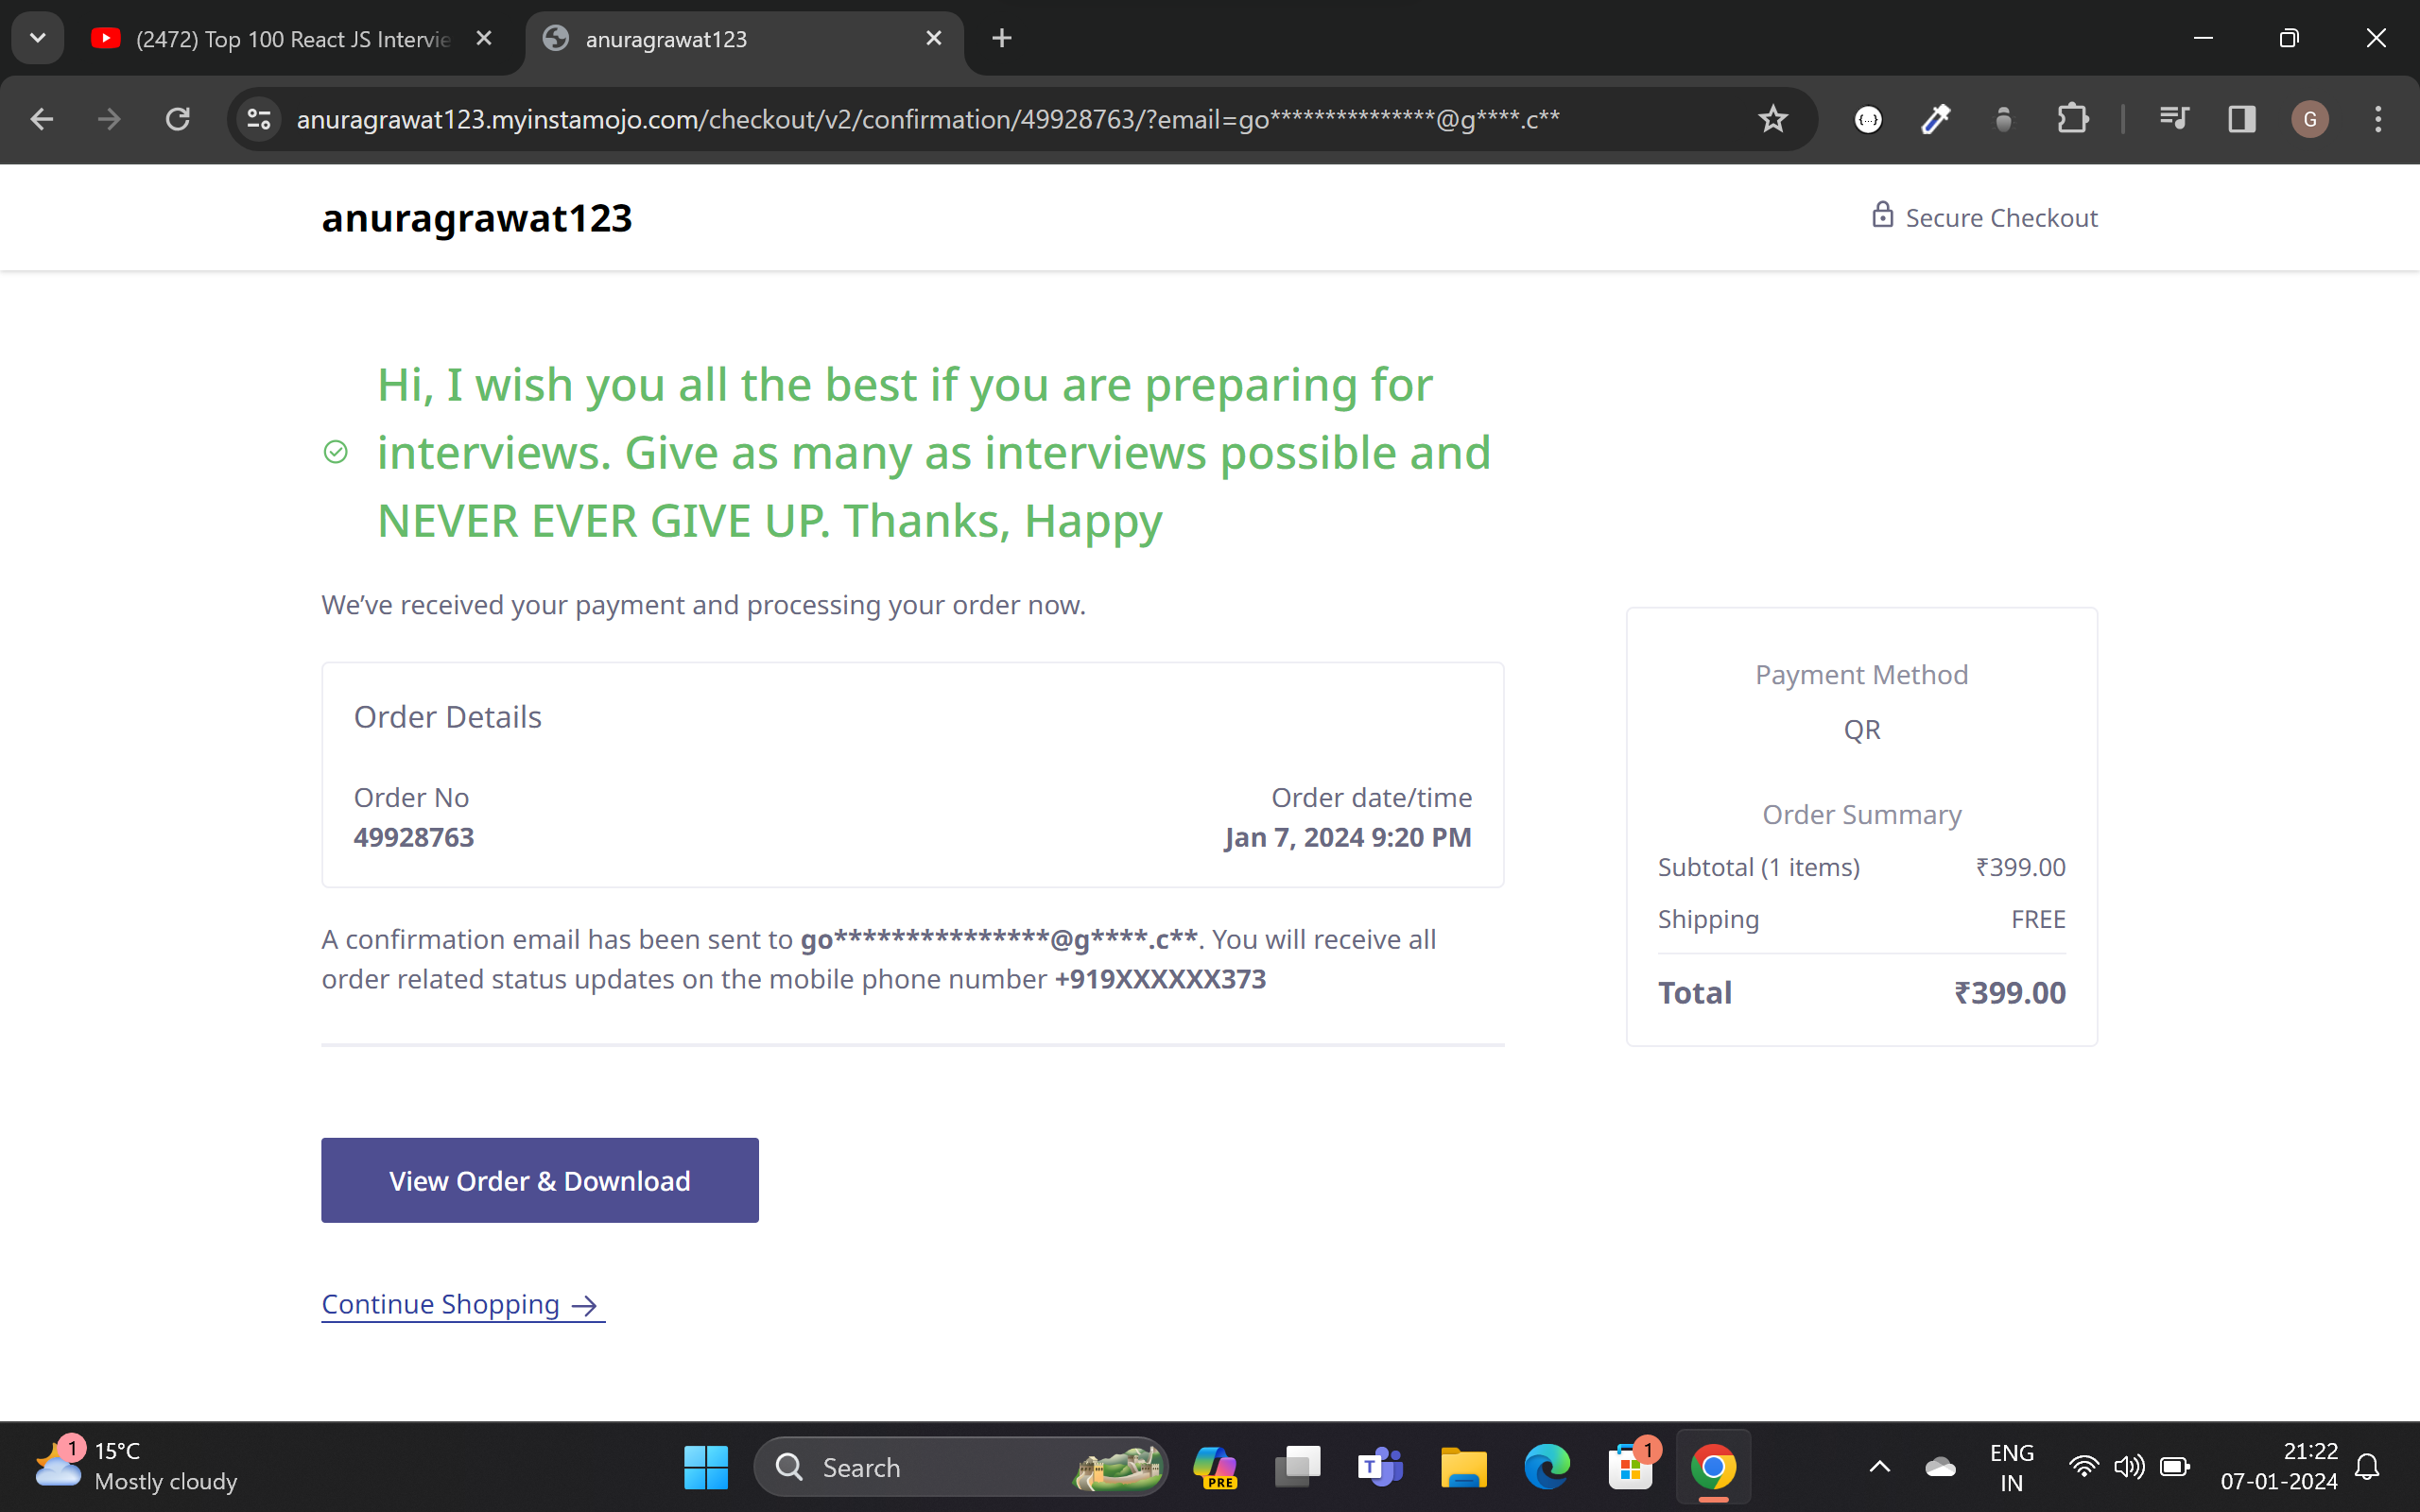 (2472) Top 100 React JS Intervie
anuragrawat123
anuragrawat123.myinstamojo.com/checkout/v2/confirmation/49928763/?email=go***************@g****.c**
G
anuragrawat123
Secure Checkout
Hi, I wish you all the best if you are preparing for
interviews. Give as many as interviews possible and
NEVER EVER GIVE UP. Thanks, Happy
We’ve received your payment and processing your order now.
Order Details
Order No
49928763
Order date/time
Jan 7, 2024 9:20 PM
A confirmation email has been sent to go***************@g****.c**. You will receive all
order related status updates on the mobile phone number +919XXXXXX373
Payment Method
QR
Order Summary
Subtotal (1 items) ₹399.00
Shipping FREE
Total ₹399.00
View Order & Download
Continue Shopping →
1
15°C
Mostly cloudy
Search
PRE
T
1
ENG
IN
21:22
07-01-2024